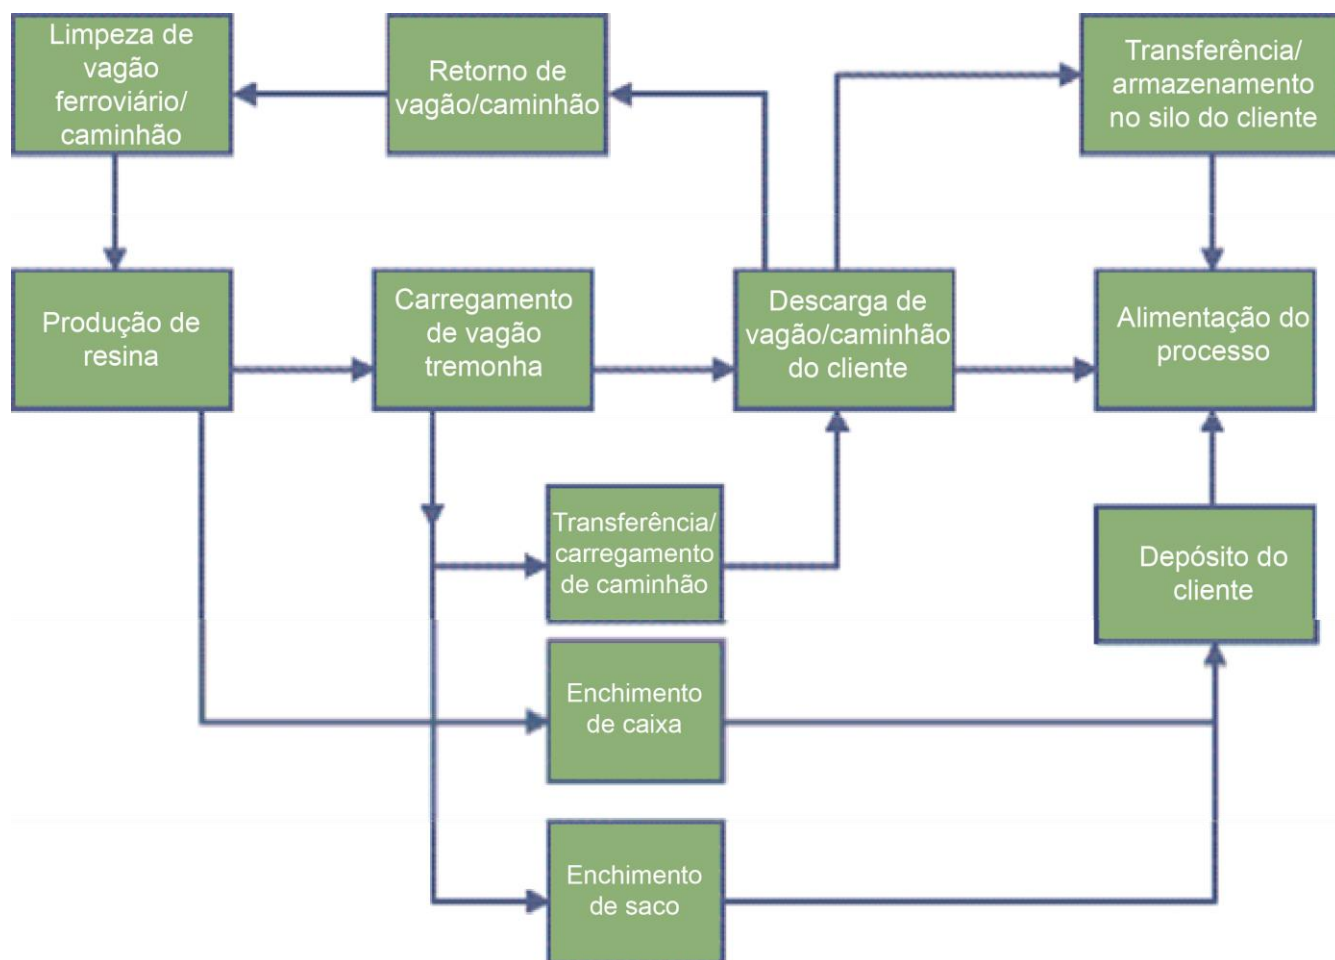 Limpeza de
vagão
ferroviário/
caminhão
Retorno de
vagão/caminhão
Transferência/
armazenamento
no silo do cliente
Produção de
resina
Carregamento
de vagão
tremonha
Descarga de
vagão/caminhão
do cliente
Alimentação do
processo
Transferência/
carregamento
de caminhão
Depósito do
cliente
Enchimento
de caixa
Enchimento
de saco